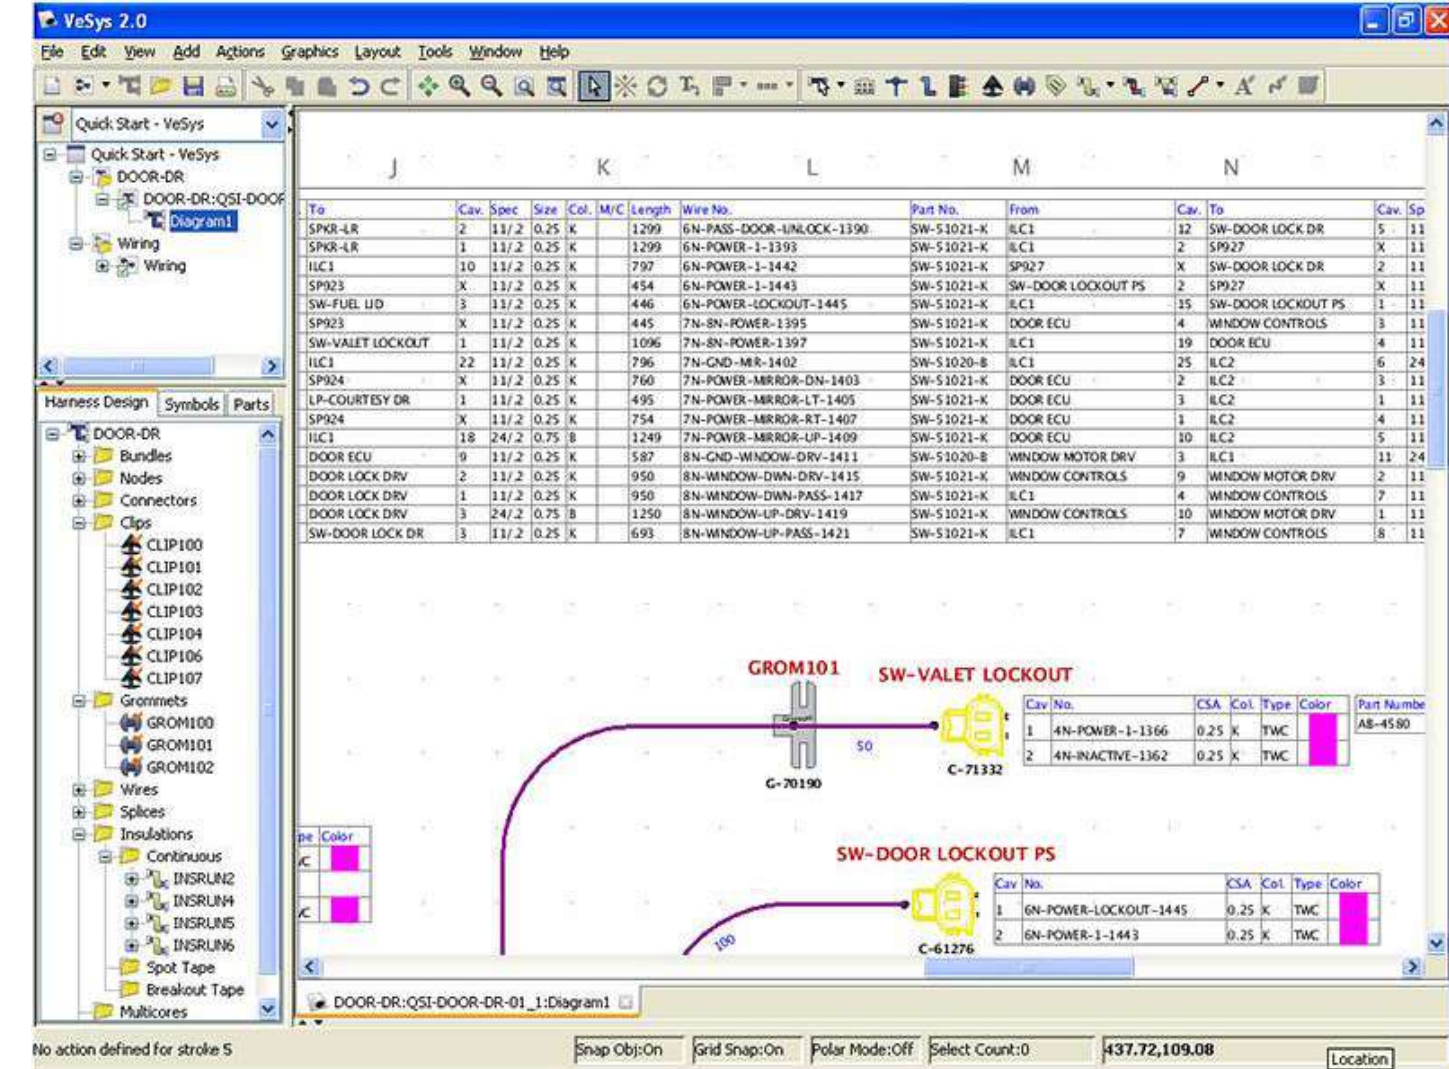 VeSys 2.0
File Edit View Add Actions Graphics Layout Tools Window Help
Quick Start - VeSys
Quick Start - VeSys
DOOR-DR
DOOR-DR:QSI-DOOR
Diagram1
Wiring
Wiring
Harness Design Symbols Parts
DOOR-DR
Bundles
Nodes
Connectors
Clips
CLIP100
CLIP101
CLIP102
CLIP103
CLIP104
CLIP106
CLIP107
Grommets
GROM100
GROM101
GROM102
Wires
Splices
Insulations
Continuous
INSRUN2
INSRUN4
INSRUN5
INSRUN6
Spot Tape
Breakout Tape
Multicores
J K L M N
To Cav. Spec Size Col. M/C Length Wire No. Part No. From Cav. To Cav. Sp
SPKR-LR 2 11/.2 0.25 K 1299 6N-PASS-DOOR-UNLOCK-1390 SW-51021-K ILC1 12 SW-DOOR LOCK DR 5 11
SPKR-LR 1 11/.2 0.25 K 1299 6N-POWER-1-1393 SW-51021-K ILC1 2 SP927 X 11
ILC1 10 11/.2 0.25 K 797 6N-POWER-1-1442 SW-51021-K SP927 X SW-DOOR LOCK DR 2 11
SP923 X 11/.2 0.25 K 454 6N-POWER-1-1443 SW-51021-K SW-DOOR LOCKOUT PS 2 SP927 X 11
SW-FUEL LID 3 11/.2 0.25 K 446 6N-POWER-LOCKOUT-1445 SW-51021-K ILC1 15 SW-DOOR LOCKOUT PS 1 11
SP923 X 11/.2 0.25 K 445 7N-8N-POWER-1395 SW-51021-K DOOR ECU 4 WINDOW CONTROLS 3 11
SW-VALET LOCKOUT 1 11/.2 0.25 K 1096 7N-8N-POWER-1397 SW-51021-K ILC1 19 DOOR ECU 4 11
ILC1 22 11/.2 0.25 K 796 7N-GND-MIR-1402 SW-51020-B ILC1 25 ILC2 6 24
SP924 X 11/.2 0.25 K 760 7N-POWER-MIRROR-DN-1403 SW-51021-K DOOR ECU 2 ILC2 3 11
LP-COURTESY DR 1 11/.2 0.25 K 495 7N-POWER-MIRROR-LT-1405 SW-51021-K DOOR ECU 3 ILC2 1 11
SP924 X 11/.2 0.25 K 754 7N-POWER-MIRROR-RT-1407 SW-51021-K DOOR ECU 1 ILC2 4 11
ILC1 18 24/.2 0.75 B 1249 7N-POWER-MIRROR-UP-1409 SW-51021-K DOOR ECU 10 ILC2 5 11
DOOR ECU 9 11/.2 0.25 K 587 8N-GND-WINDOW-DRV-1411 SW-51020-B WINDOW MOTOR DRV 3 ILC1 11 24
DOOR LOCK DRV 2 11/.2 0.25 K 950 8N-WINDOW-DWN-DRV-1415 SW-51021-K WINDOW CONTROLS 9 WINDOW MOTOR DRV 2 11
DOOR LOCK DRV 1 11/.2 0.25 K 950 8N-WINDOW-DWN-PASS-1417 SW-51021-K ILC1 4 WINDOW CONTROLS 7 11
DOOR LOCK DRV 3 24/.2 0.75 B 1250 8N-WINDOW-UP-DRV-1419 SW-51021-K WINDOW CONTROLS 10 WINDOW MOTOR DRV 1 11
SW-DOOR LOCK DR 3 11/.2 0.25 K 693 8N-WINDOW-UP-PASS-1421 SW-51021-K ILC1 7 WINDOW CONTROLS 8 11
GROM101
SW-VALET LOCKOUT
Cav No. CSA Col. Type Color Part Numbe
1 4N-POWER-1-1366 0.25 K TWC AB-4580
2 4N-INACTIVE-1362 0.25 K TWC
50
C-71332
G-70190
pe Color
SW-DOOR LOCKOUT PS
Cav No. CSA Col. Type Color
1 6N-POWER-LOCKOUT-1445 0.25 K TWC
2 6N-POWER-1-1443 0.25 K TWC
100
C-61276
DOOR-DR:QSI-DOOR-DR-01_1:Diagram1
No action defined for stroke 5 Snap Obj:On Grid Snap:On Polar Mode:Off Select Count:0 437.72,109.08 Location